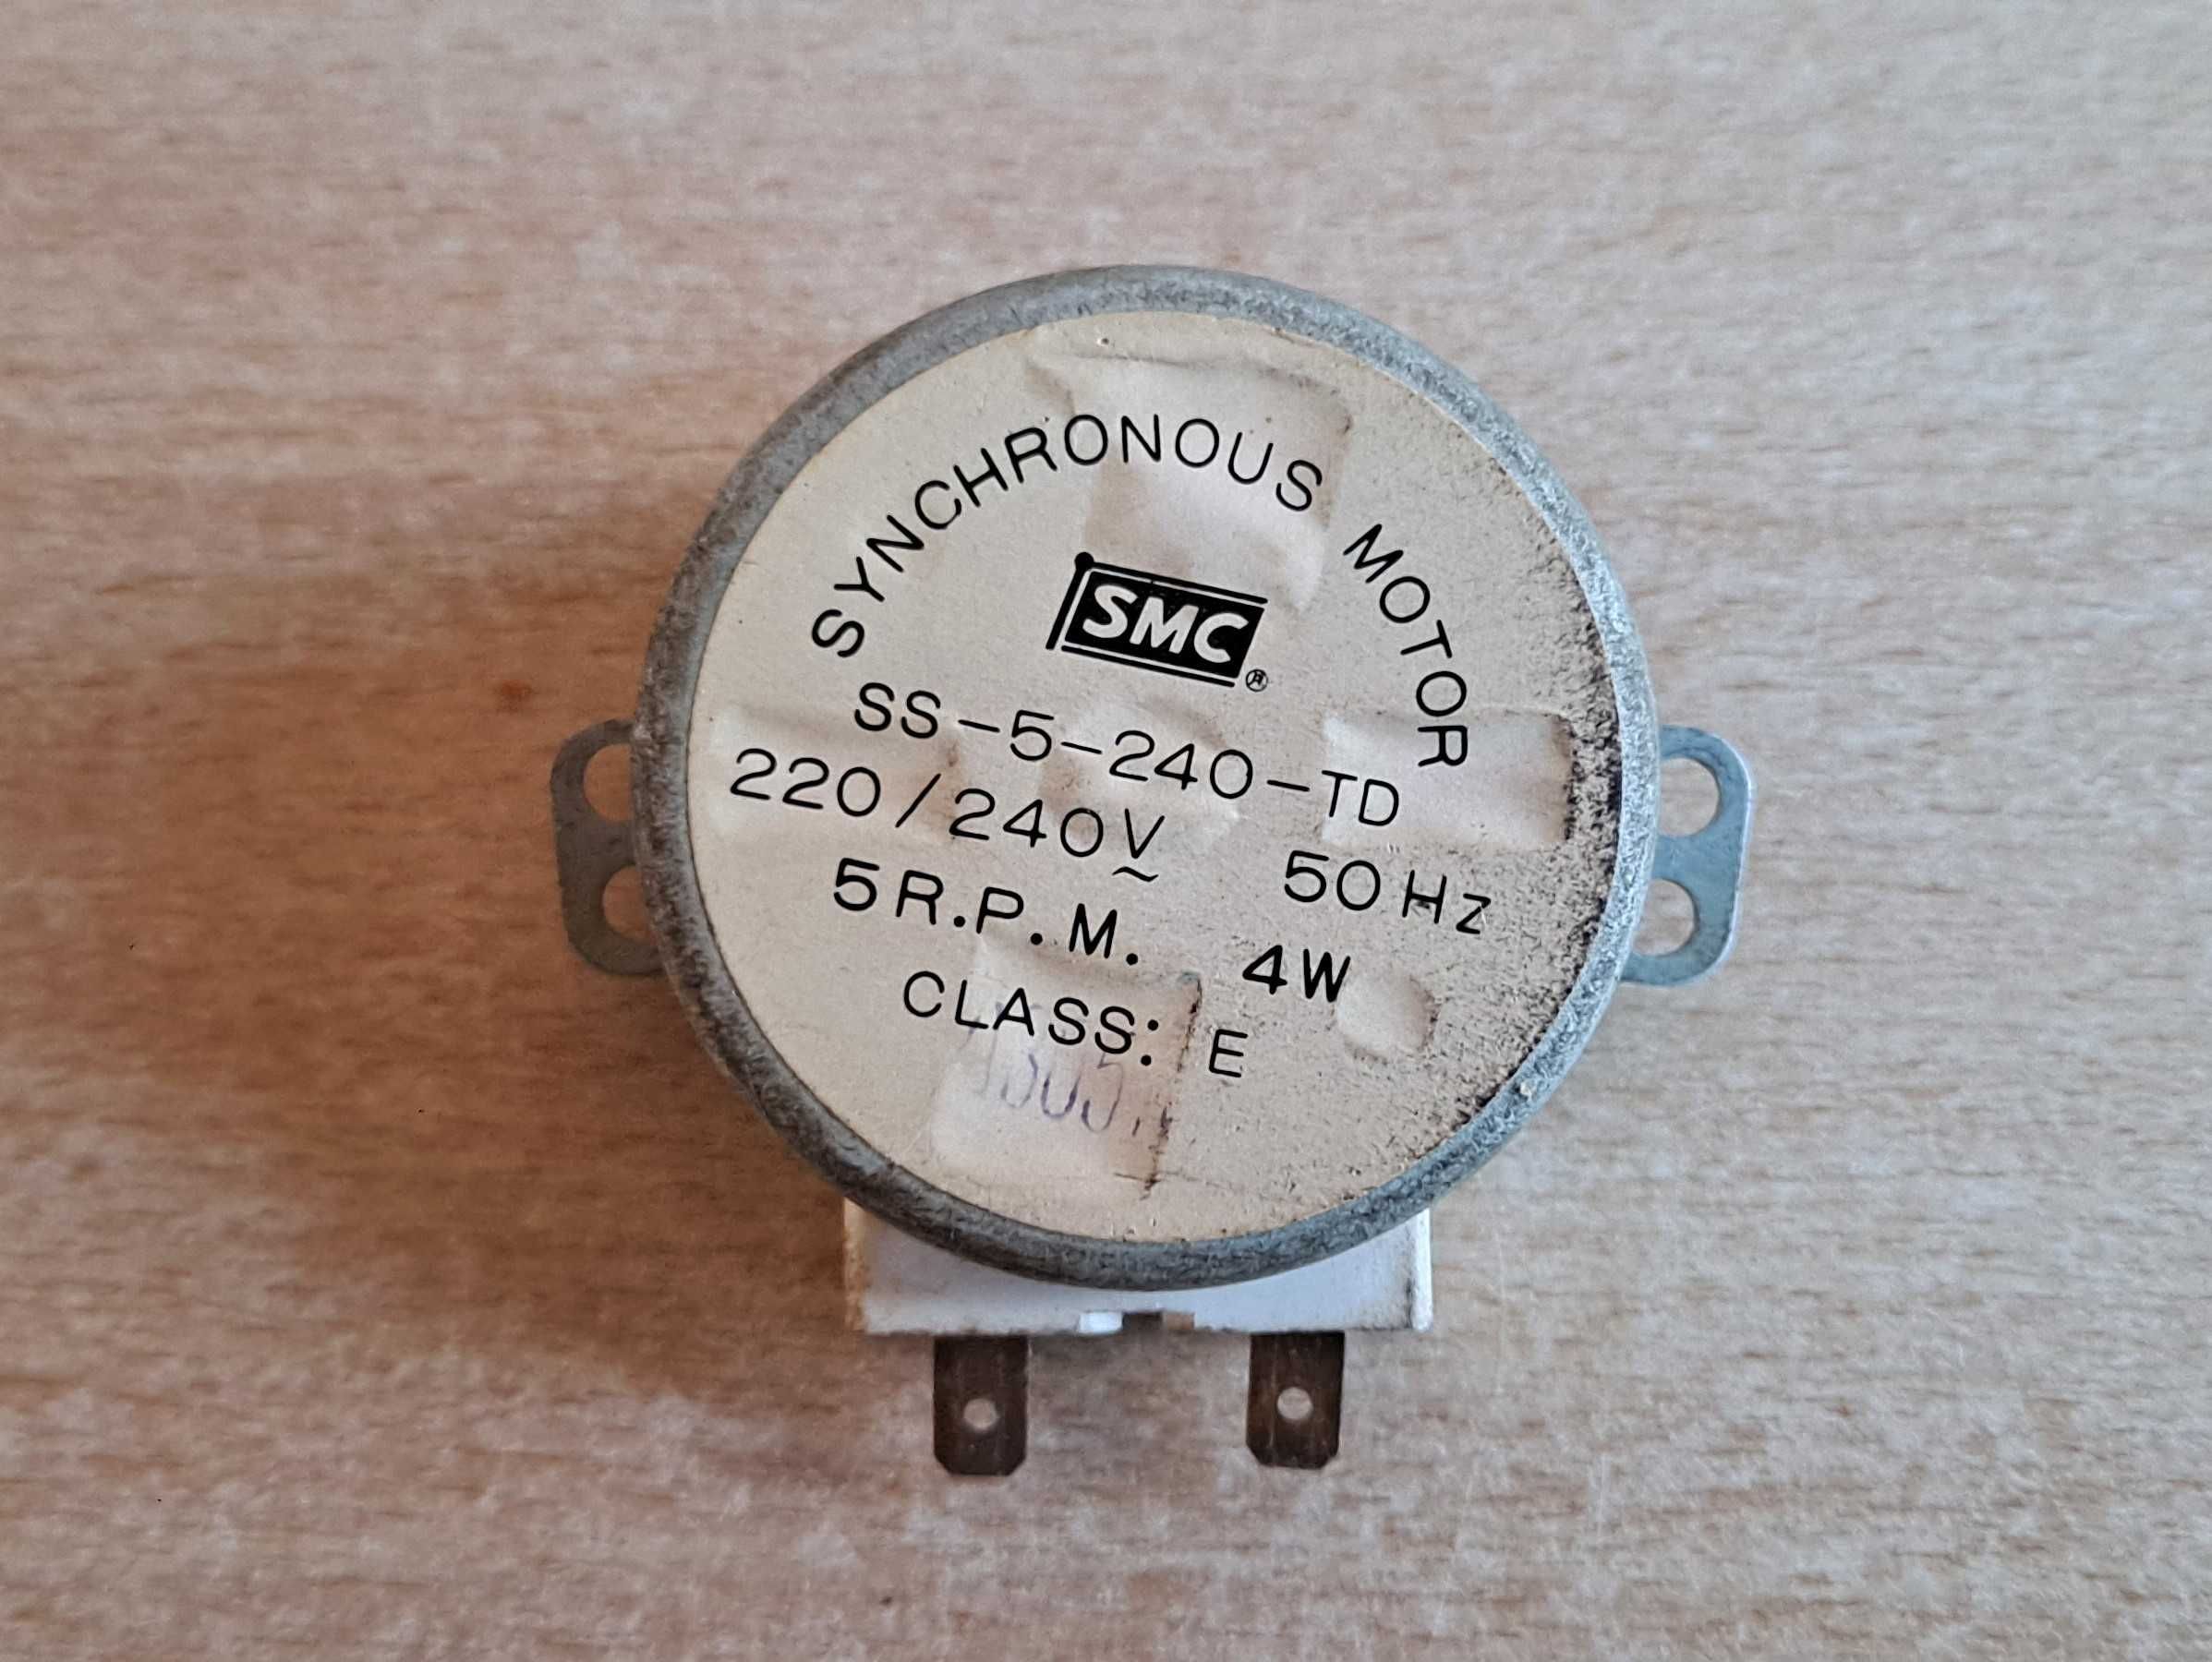 SYNCHRONOUS MOTOR
SMC®
SS-5-240-TD
220/240V~ 50Hz
5R.P.M. 4W
CLASS: E